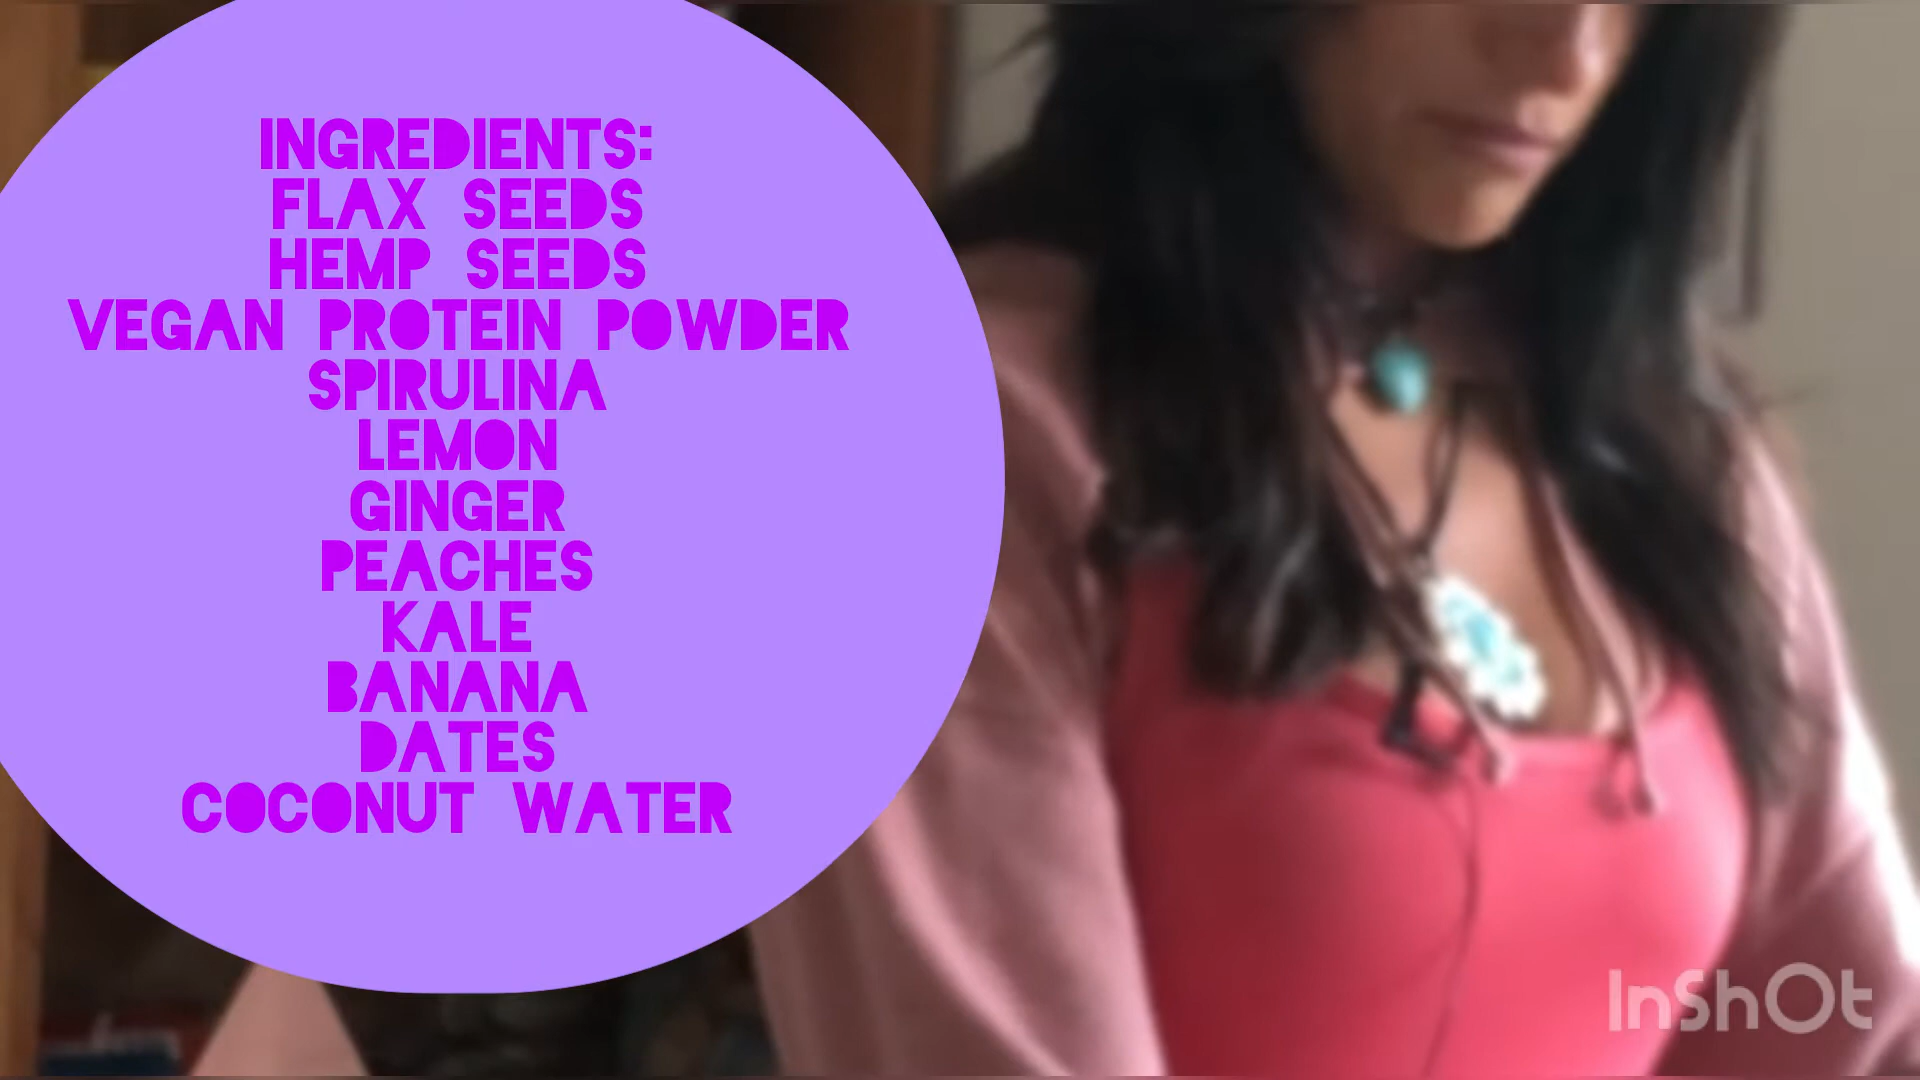 INGREDIENTS:
FLAX SEEDS
HEMP SEEDS
VEGAN PROTEIN POWDER
SPIRULINA
LEMON
GINGER
PEACHES
KALE
BANANA
DATES
COCONUT WATER
InShOt